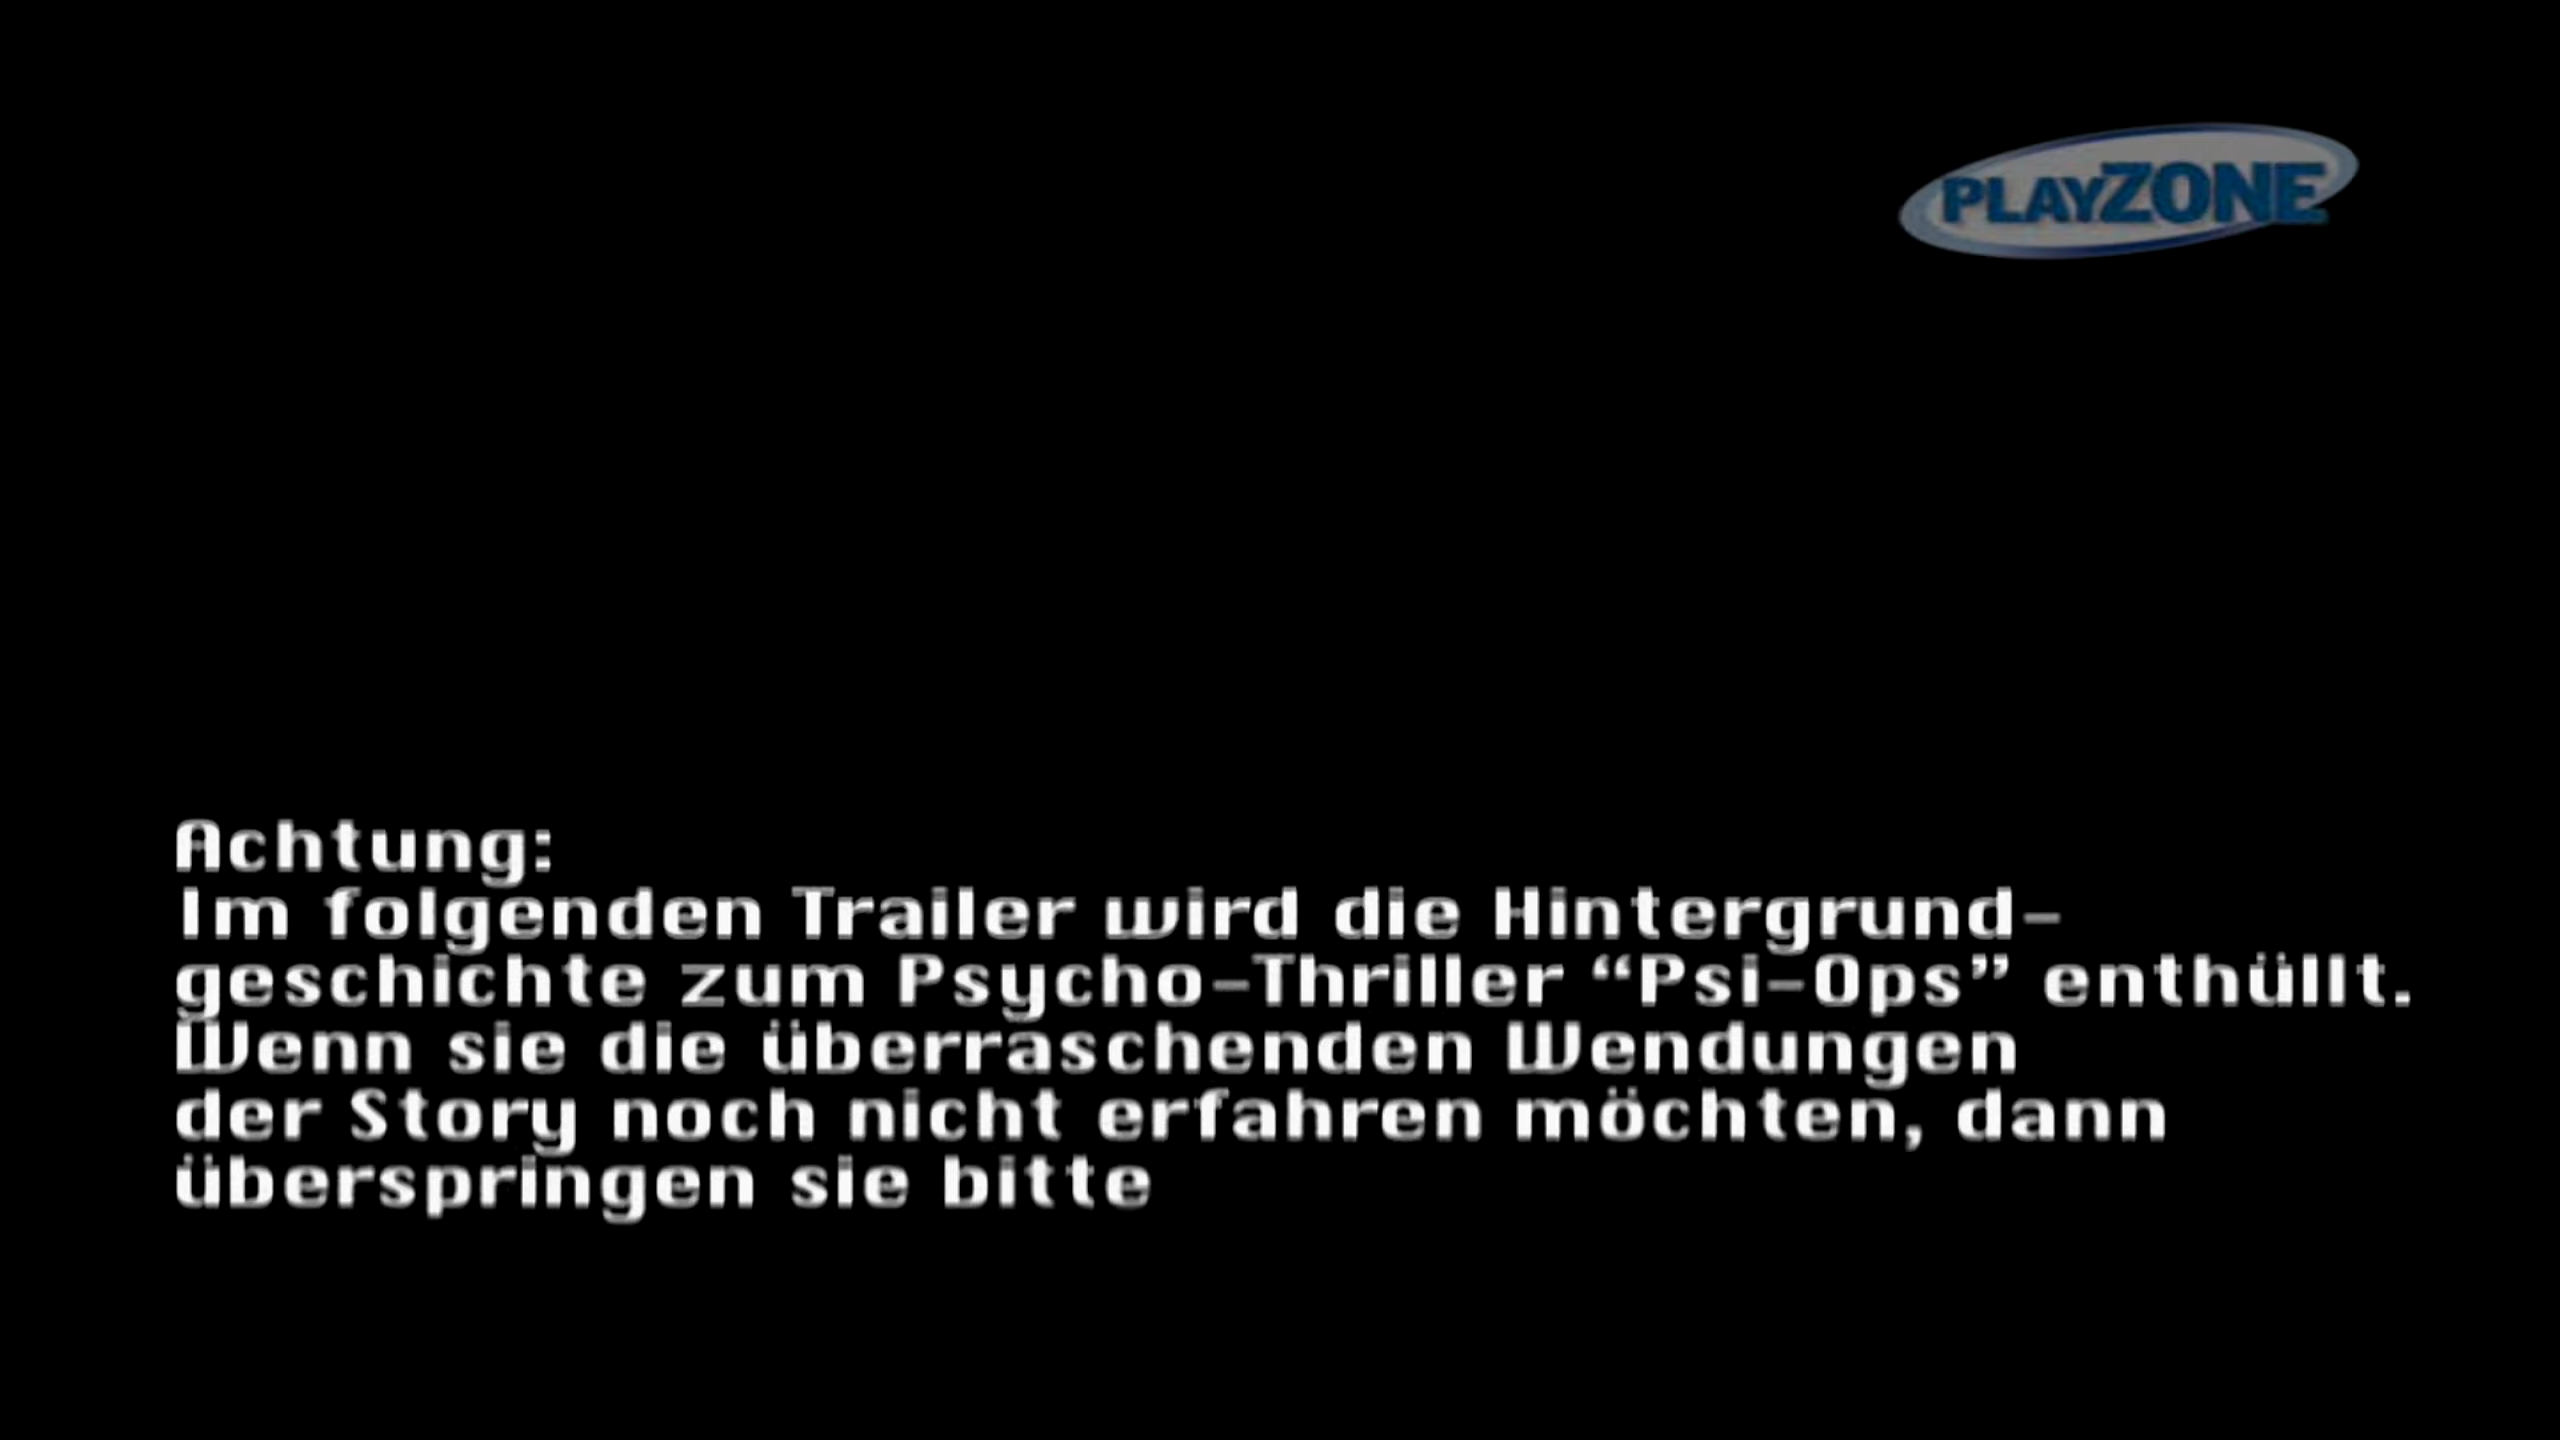 PLAYZONE
Achtung:
Im folgenden Trailer wird die Hintergrund-
geschichte zum Psycho-Thriller “Psi-Ops” enthüllt.
Wenn sie die überraschenden Wendungen
der Story noch nicht erfahren möchten, dann
überspringen sie bitte